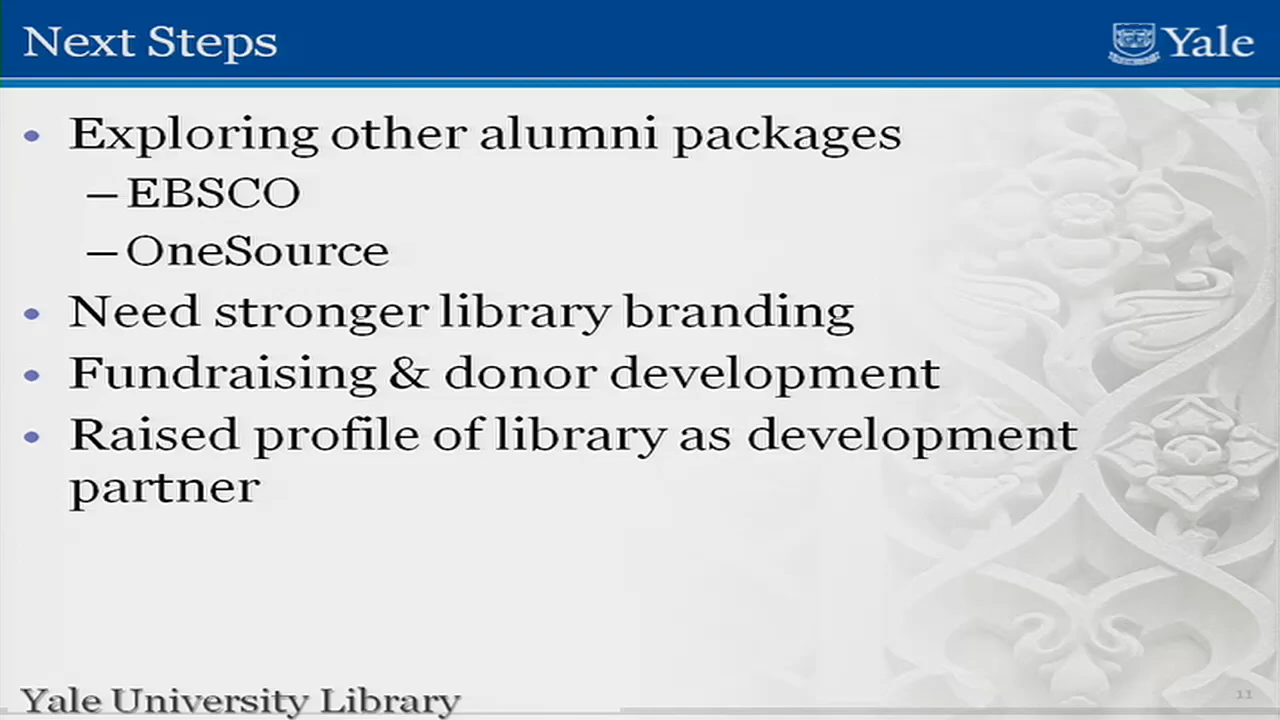 Next Steps
Yale
• Exploring other alumni packages
– EBSCO
– OneSource
• Need stronger library branding
• Fundraising & donor development
• Raised profile of library as development
partner
Yale University Library
11